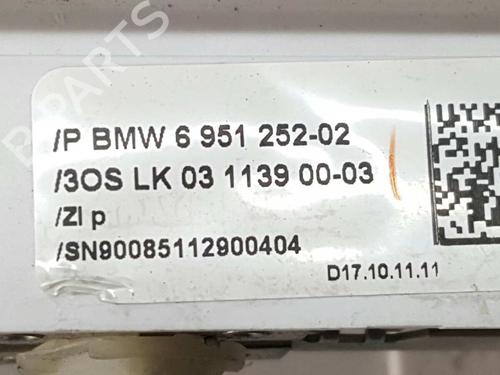 /P BMW 6 951 252-02
/3OS LK 03 1139 00-03
/ZI p
/SN90085112900404
D17.10.11.11